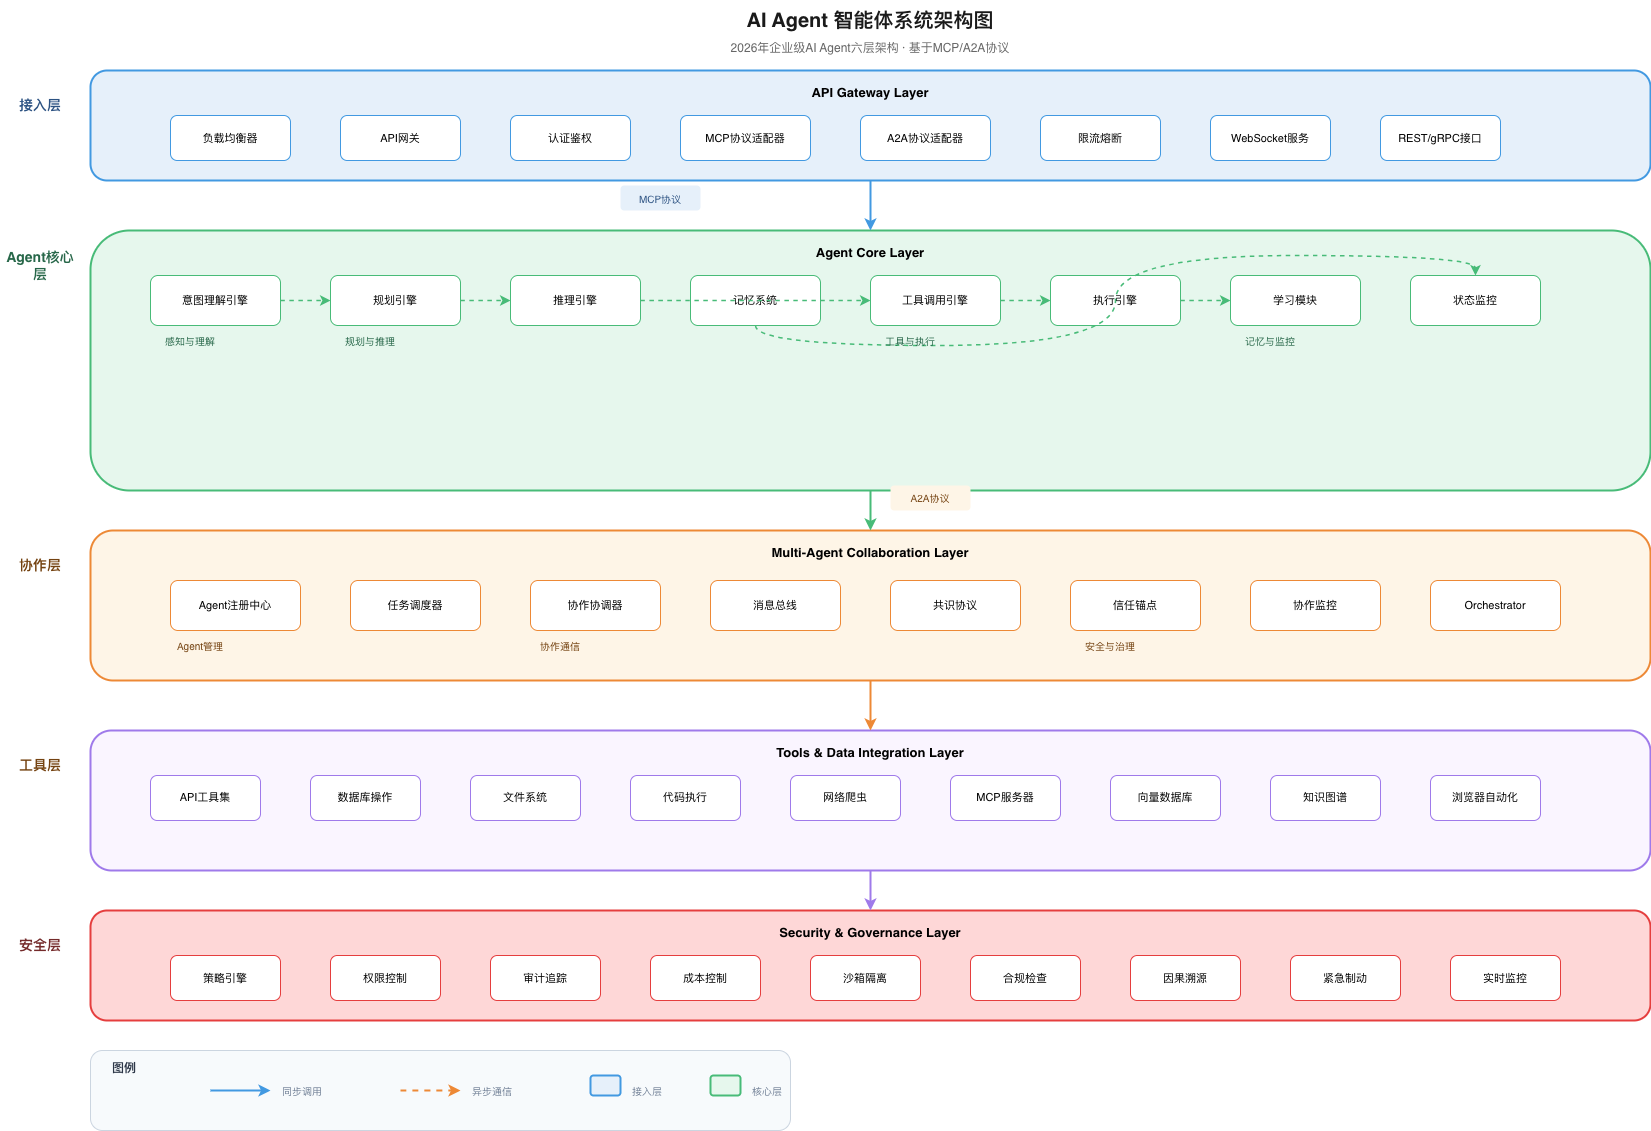 AI Agent 智能体系统架构图
2026年企业级AI Agent六层架构 · 基于MCP/A2A协议
接入层
API Gateway Layer
负载均衡器
API网关
认证鉴权
MCP协议适配器
A2A协议适配器
限流熔断
WebSocket服务
REST/gRPC接口
MCP协议
Agent核心
层
Agent Core Layer
意图理解引擎
规划引擎
推理引擎
记忆系统
工具调用引擎
执行引擎
学习模块
状态监控
感知与理解
规划与推理
工具与执行
记忆与监控
A2A协议
协作层
Multi-Agent Collaboration Layer
Agent注册中心
任务调度器
协作协调器
消息总线
共识协议
信任锚点
协作监控
Orchestrator
Agent管理
协作通信
安全与治理
工具层
Tools & Data Integration Layer
API工具集
数据库操作
文件系统
代码执行
网络爬虫
MCP服务器
向量数据库
知识图谱
浏览器自动化
安全层
Security & Governance Layer
策略引擎
权限控制
审计追踪
成本控制
沙箱隔离
合规检查
因果溯源
紧急制动
实时监控
图例
同步调用
异步通信
接入层
核心层